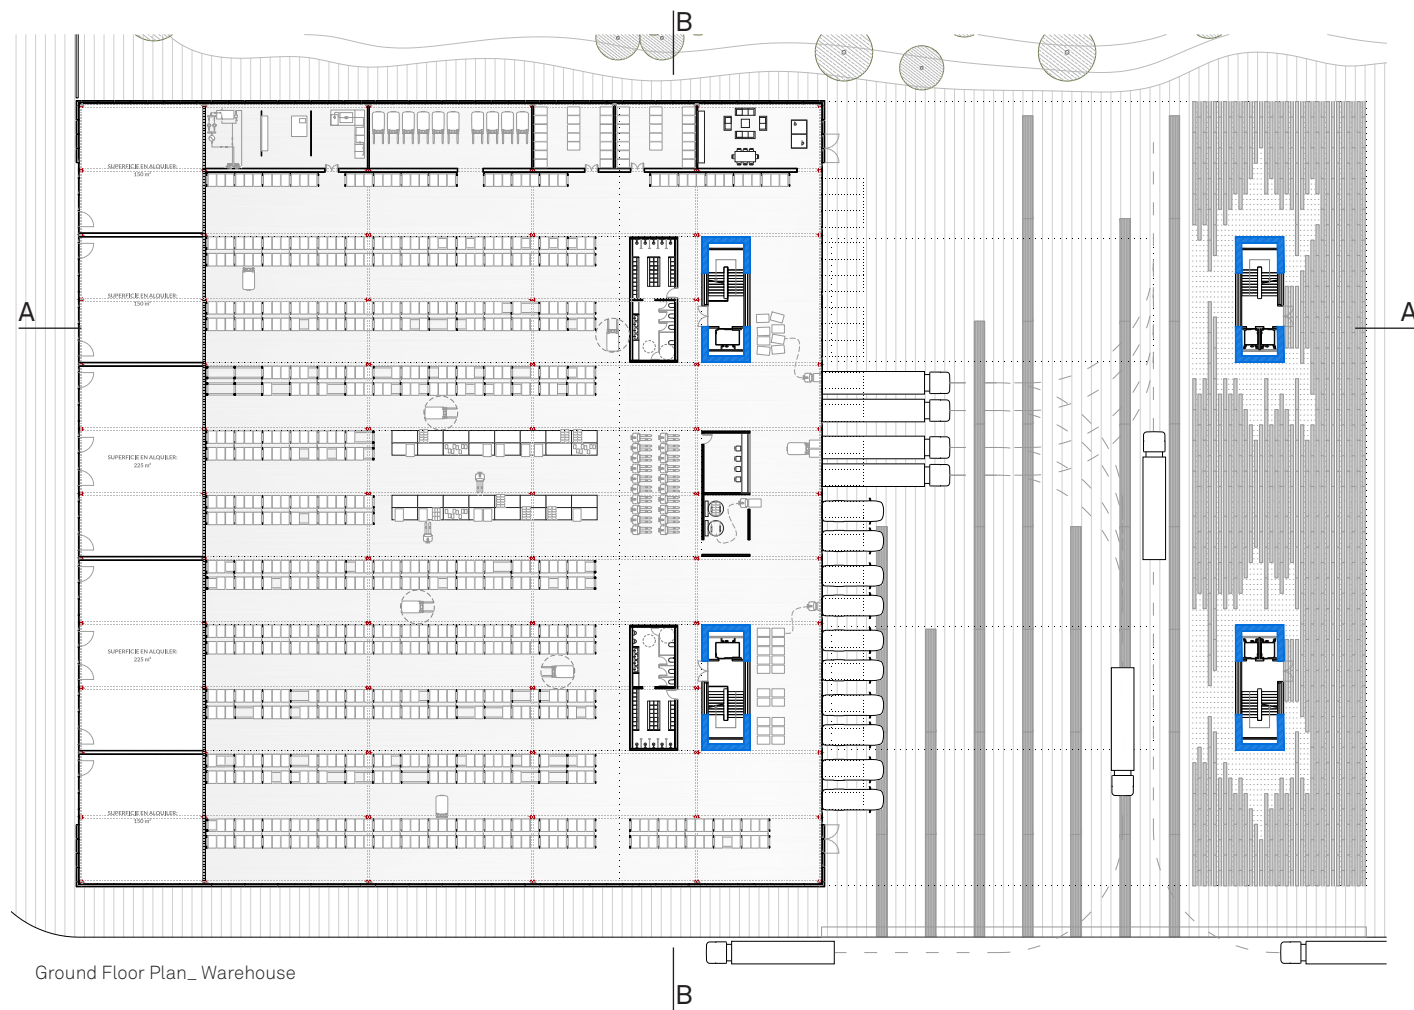 B
SUPERFICIE EN ALQUILER:
150 m²
SUPERFICIE EN ALQUILER:
150 m²
A
A
SUPERFICIE EN ALQUILER:
225 m²
SUPERFICIE EN ALQUILER:
225 m²
SUPERFICIE EN ALQUILER:
150 m²
Ground Floor Plan_ Warehouse
B